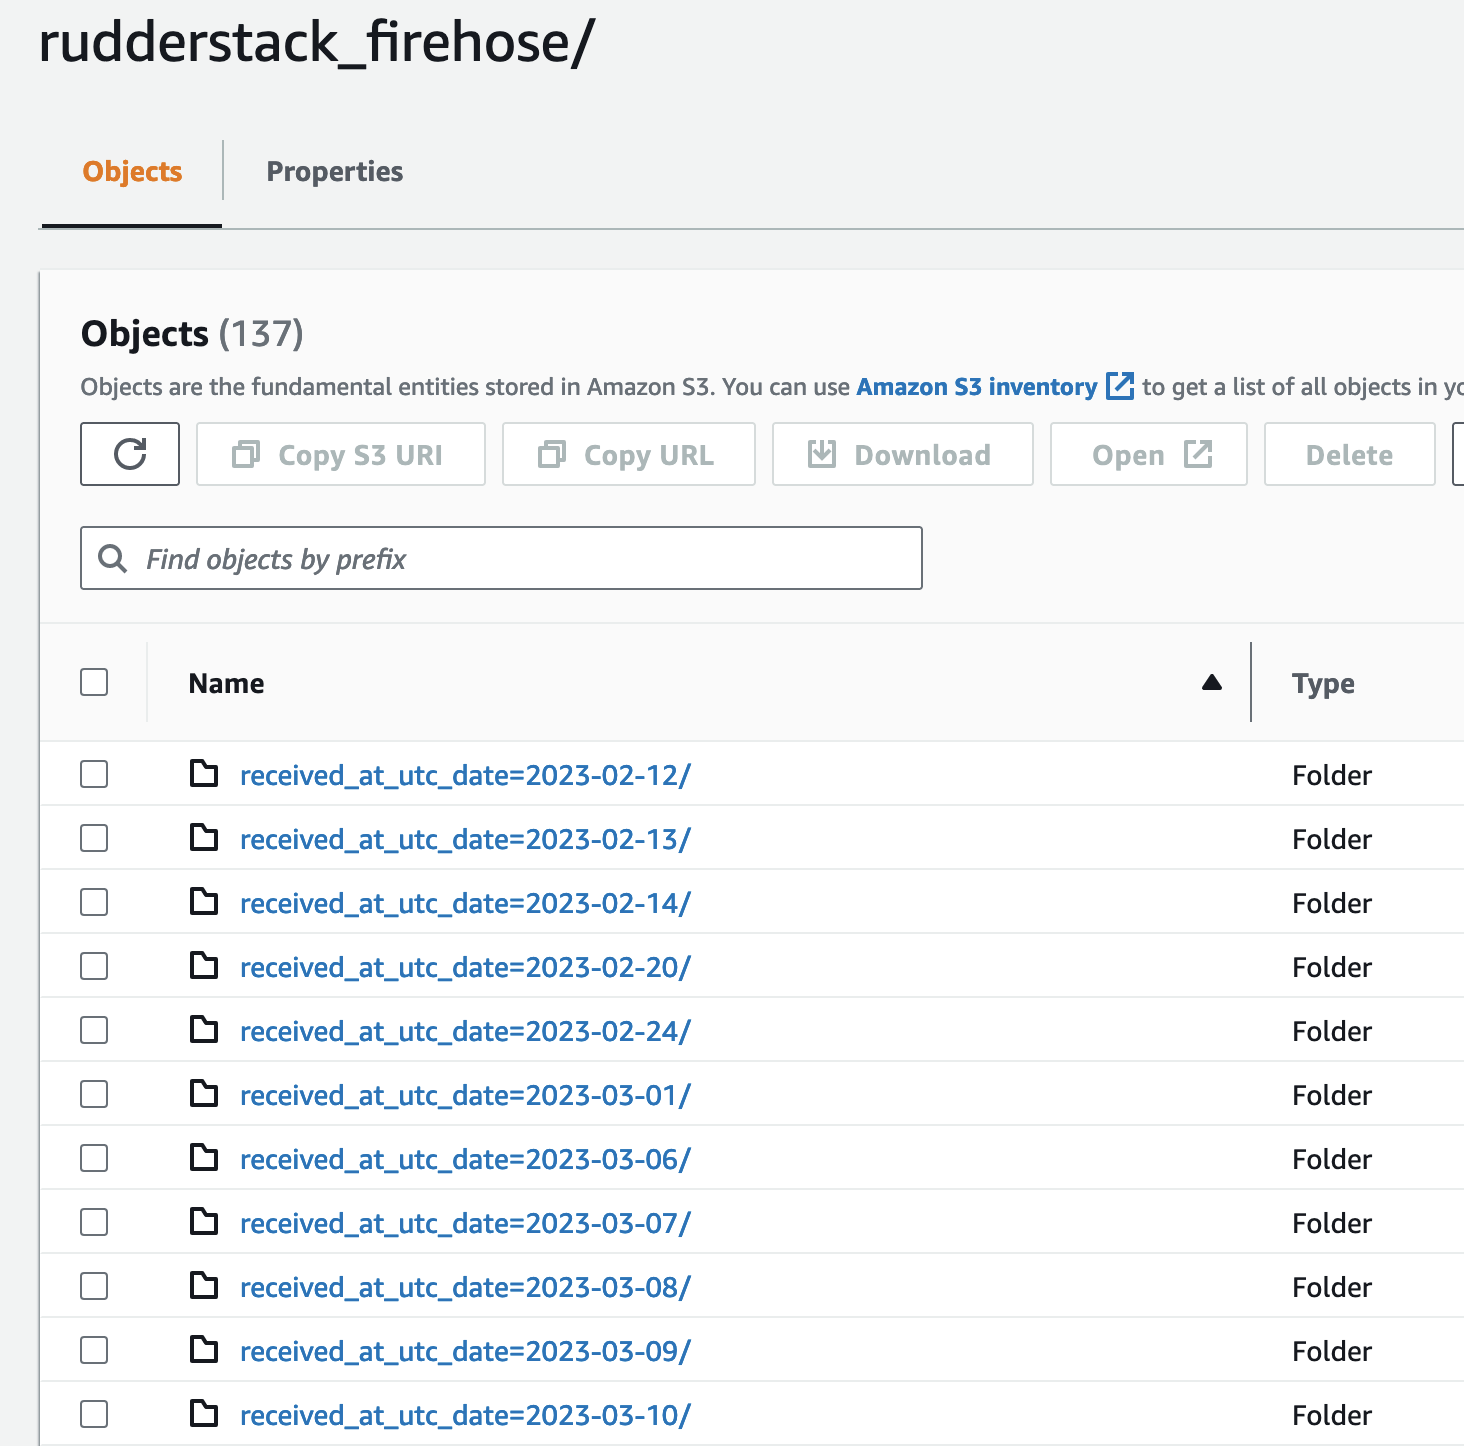 rudderstack_firehose/
Objects
Properties
Objects (137)
Objects are the fundamental entities stored in Amazon S3. You can use Amazon S3 inventory to get a list of all objects in
Copy S3 URI
Copy URL
Download
Open
Delete
Find objects by prefix
Name Type
received_at_utc_date=2023-02-12/ Folder
received_at_utc_date=2023-02-13/ Folder
received_at_utc_date=2023-02-14/ Folder
received_at_utc_date=2023-02-20/ Folder
received_at_utc_date=2023-02-24/ Folder
received_at_utc_date=2023-03-01/ Folder
received_at_utc_date=2023-03-06/ Folder
received_at_utc_date=2023-03-07/ Folder
received_at_utc_date=2023-03-08/ Folder
received_at_utc_date=2023-03-09/ Folder
received_at_utc_date=2023-03-10/ Folder